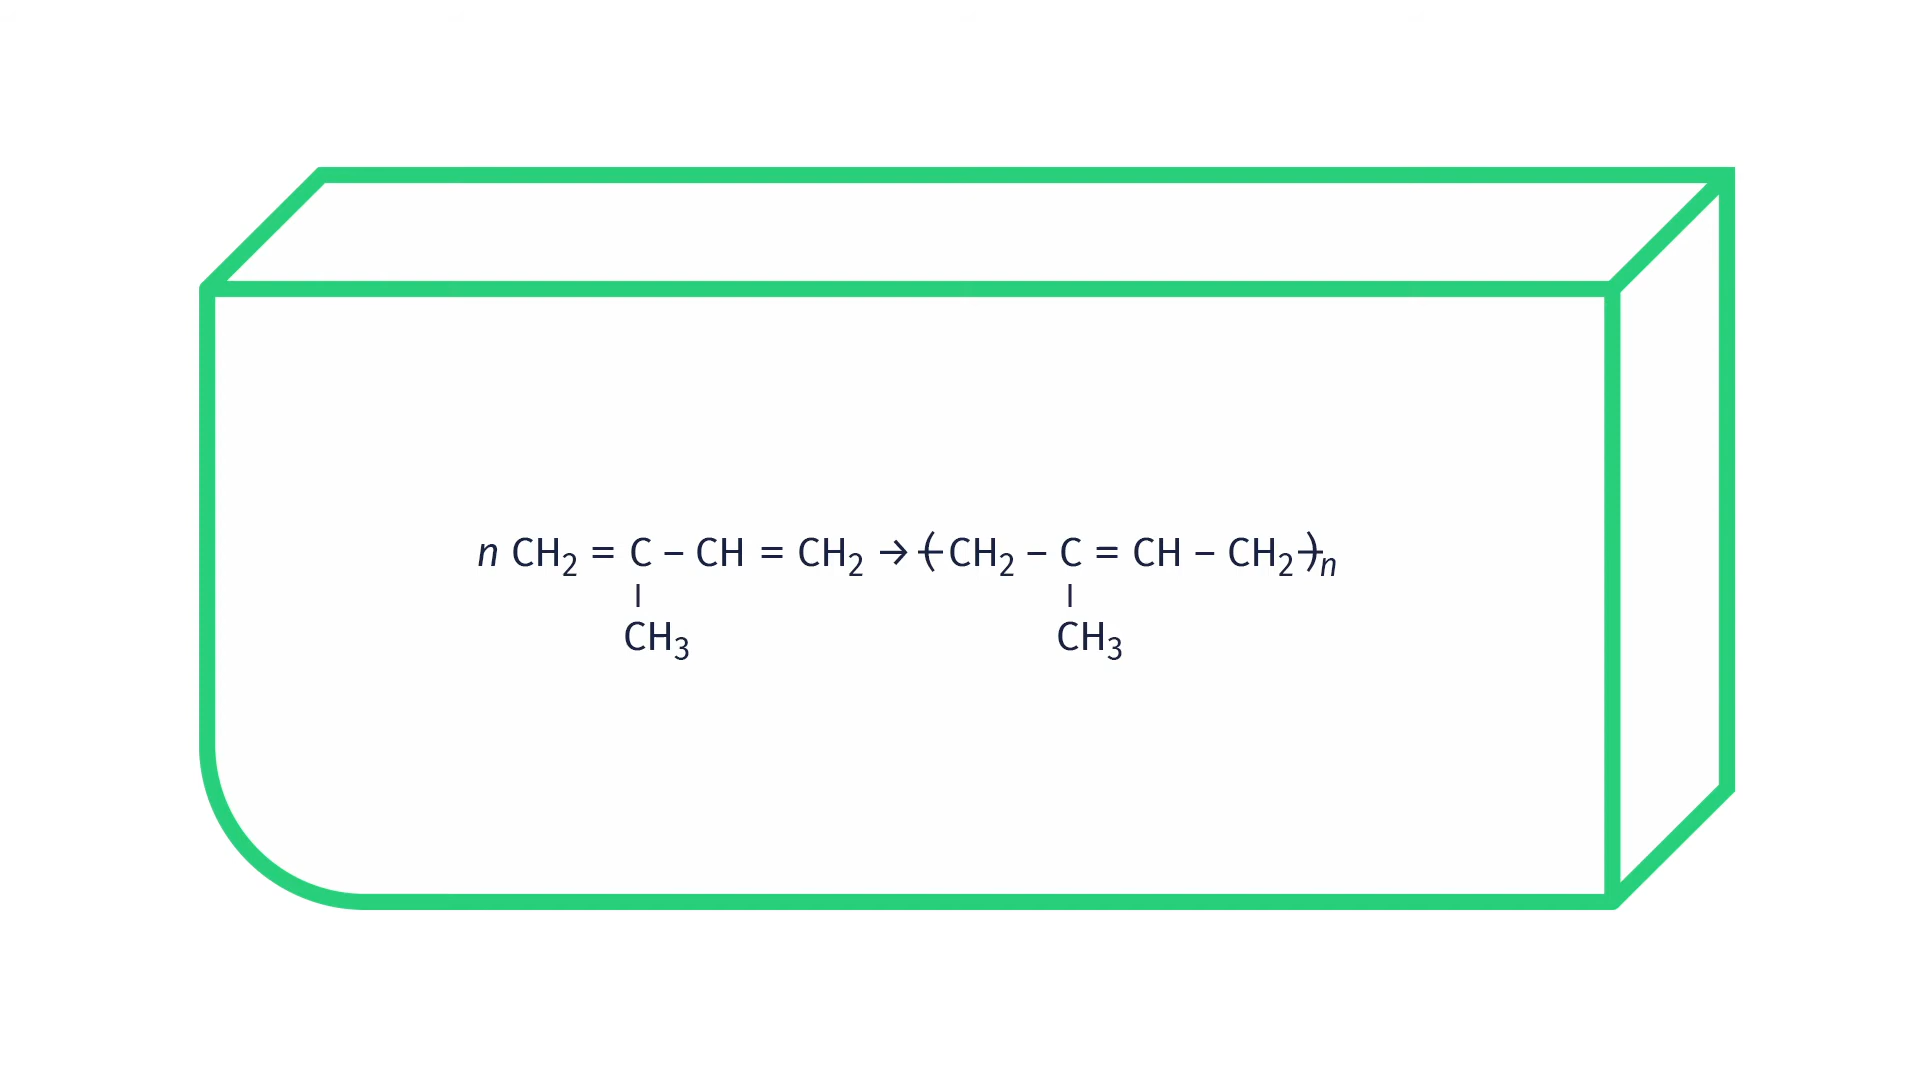 n CH₂ = C – CH = CH₂ → (CH₂ – C = CH – CH₂)ₙ
CH₃ CH₃